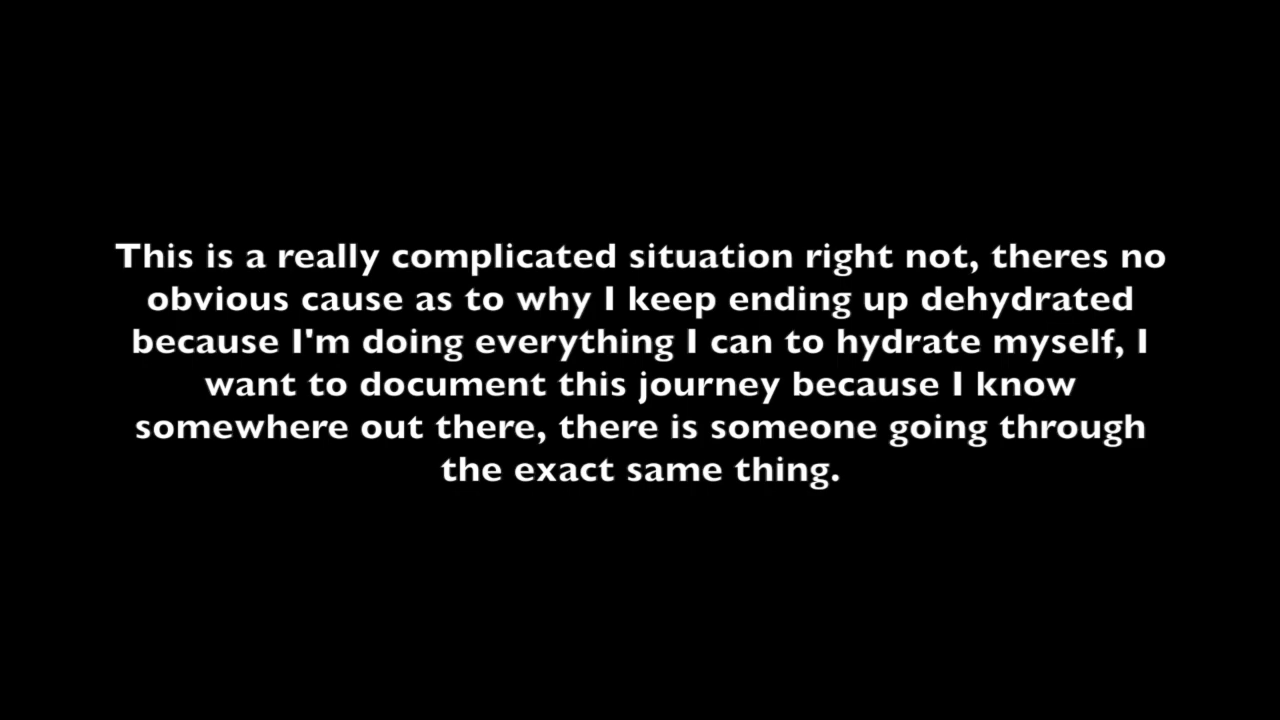 This is a really complicated situation right not, theres no
obvious cause as to why I keep ending up dehydrated
because I'm doing everything I can to hydrate myself, I
want to document this journey because I know
somewhere out there, there is someone going through
the exact same thing.